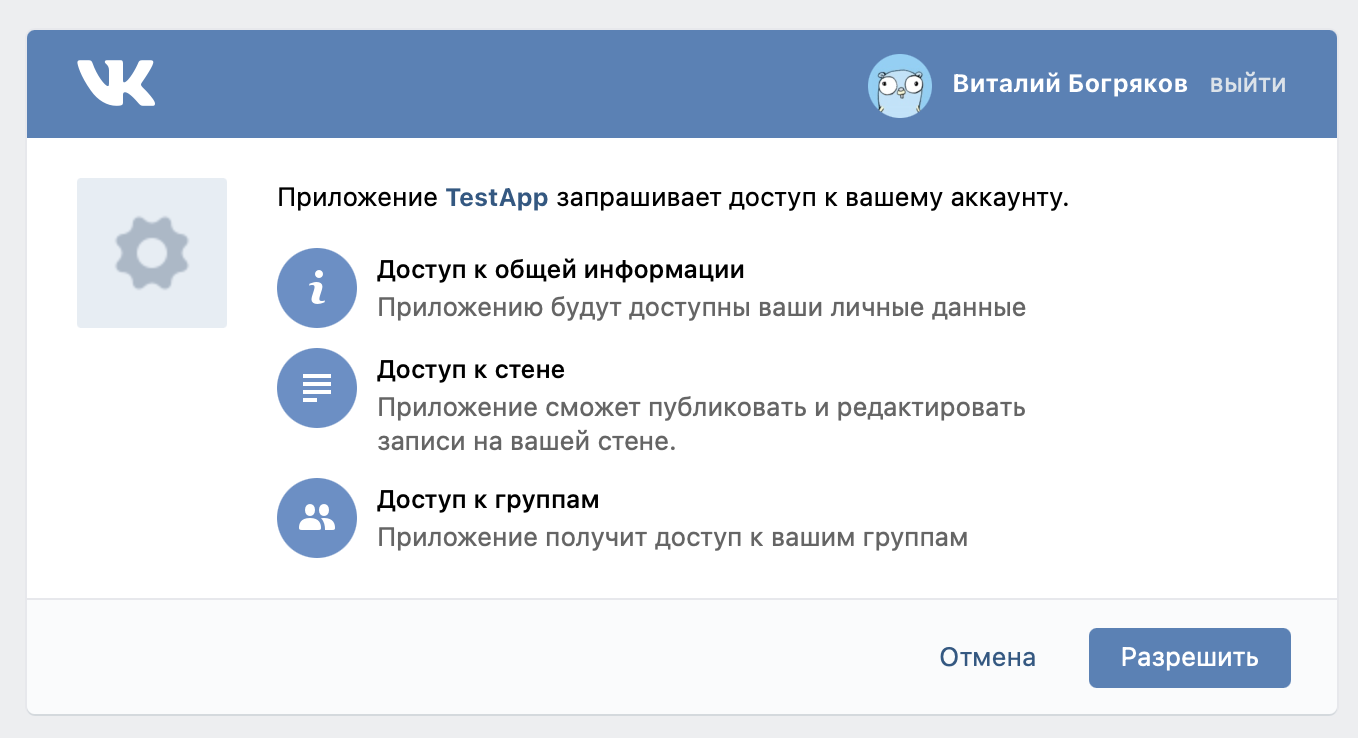 VK
Виталий Богряков выйти
Приложение TestApp запрашивает доступ к вашему аккаунту.
Доступ к общей информации
Приложению будут доступны ваши личные данные
Доступ к стене
Приложение сможет публиковать и редактировать
записи на вашей стене.
Доступ к группам
Приложение получит доступ к вашим группам
Отмена Разрешить